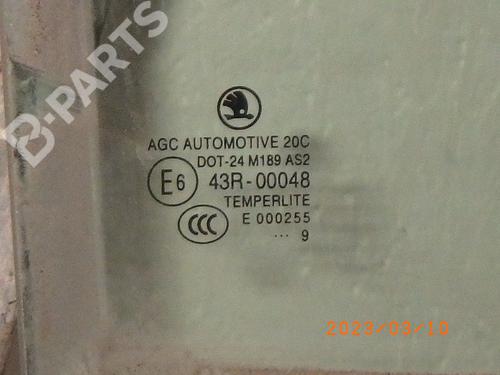 B-PARTS
AGC AUTOMOTIVE 20C
DOT-24 M189 AS2
E6 43R-00048
TEMPERLITE
CCC E 000255
... 9
2023/03/10